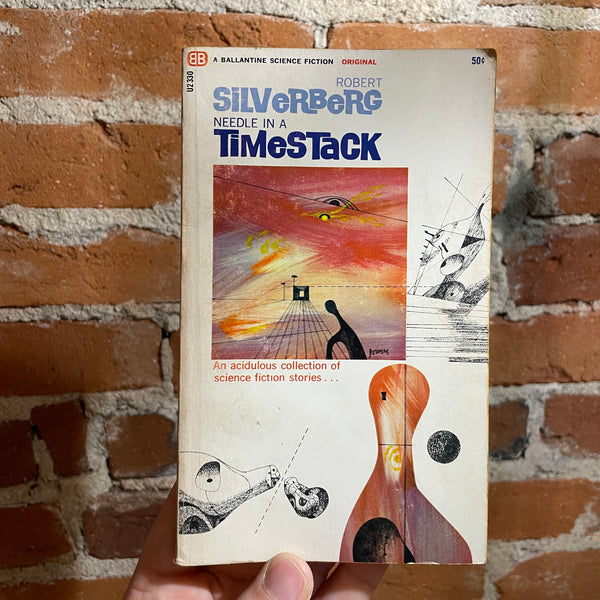 BB A BALLANTINE SCIENCE FICTION ORIGINAL 50¢
U2330
ROBERT
SILVERBERG
NEEDLE IN A
TIMESTACK
An acidulous collection of
science fiction stories...